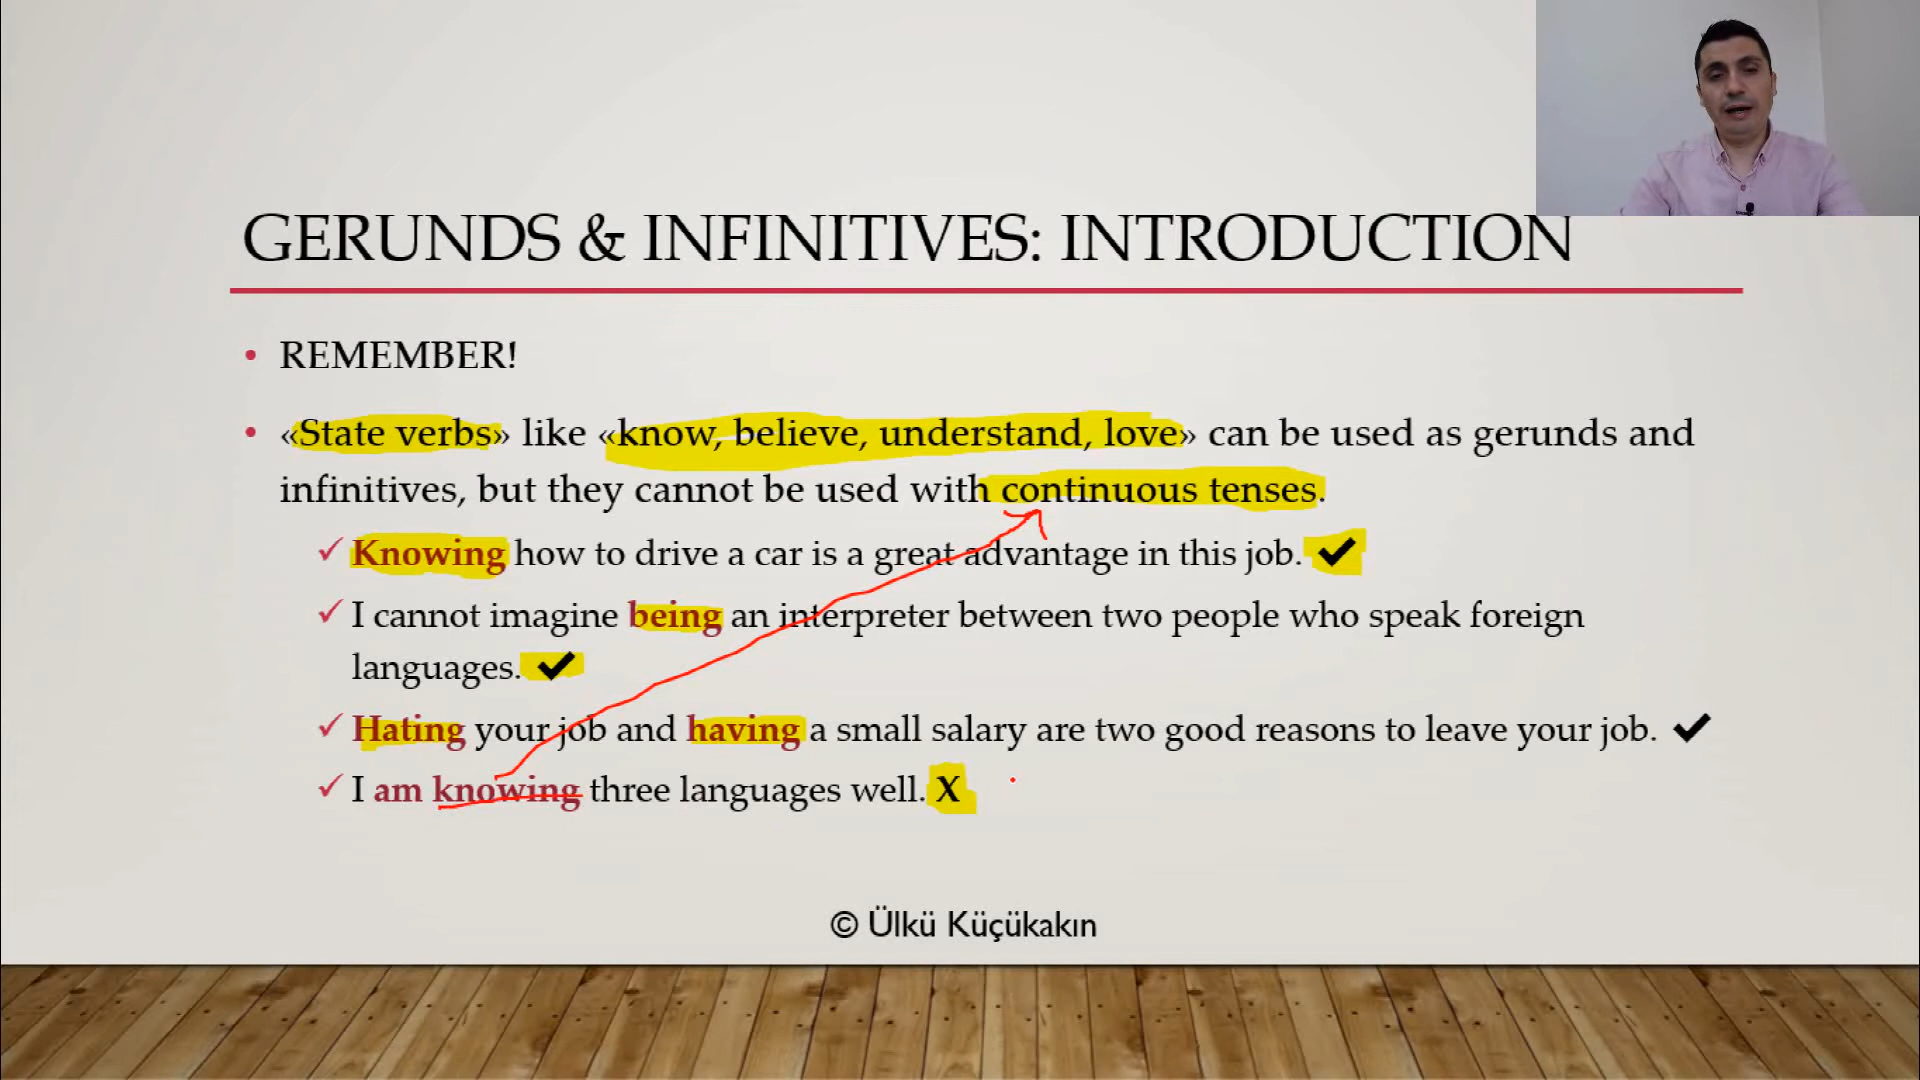 GERUNDS & INFINITIVES: INTRODUCTION
• REMEMBER!
• «State verbs» like «know, believe, understand, love» can be used as gerunds and
infinitives, but they cannot be used with continuous tenses.
✓ Knowing how to drive a car is a great advantage in this job. ✔
✓ I cannot imagine being an interpreter between two people who speak foreign
languages. ✔
✓ Hating your job and having a small salary are two good reasons to leave your job. ✔
✓ I am knowing three languages well. X
© Ülkü Küçükakın